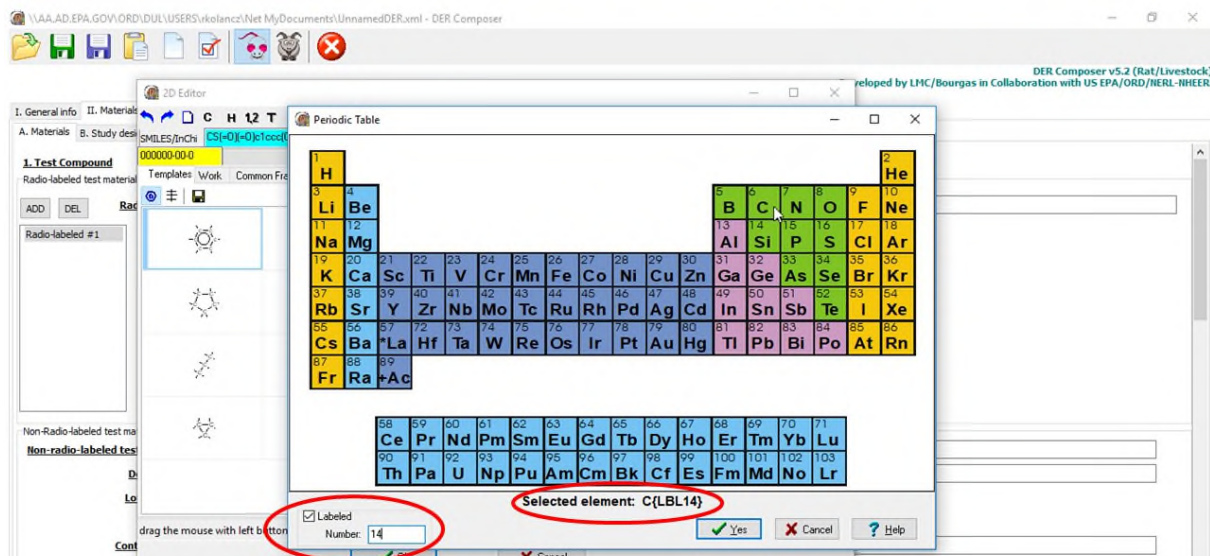 \\AA.AD.EPA.GOV\ORD\DUL\USERS\rkolancz\Net MyDocuments\UnnamedDER.xml - DER Composer
DER Composer v5.2 (Rat/Livestock)
Developed by LMC/Bourgas in Collaboration with US EPA/ORD/NERL-NHEER
2D Editor
I. General info II. Materials
C H 1,2 T
Periodic Table
A. Materials B. Study desi
SMILES/InChi CS(=O)(=O)c1ccc(
000000-00-0
1. Test Compound
Radio-labeled test material
Templates Work Common Fra
ADD DEL Rad
Radio-labeled #1
1 2
H He
3 4 5 6 7 8 9 10
Li Be B C N O F Ne
11 12 13 14 15 16 17 18
Na Mg Al Si P S Cl Ar
19 20 21 22 23 24 25 26 27 28 29 30 31 32 33 34 35 36
K Ca Sc Ti V Cr Mn Fe Co Ni Cu Zn Ga Ge As Se Br Kr
37 38 39 40 41 42 43 44 45 46 47 48 49 50 51 52 53 54
Rb Sr Y Zr Nb Mo Tc Ru Rh Pd Ag Cd In Sn Sb Te I Xe
55 56 57 72 73 74 75 76 77 78 79 80 81 82 83 84 85 86
Cs Ba *La Hf Ta W Re Os Ir Pt Au Hg Tl Pb Bi Po At Rn
87 88 89
Fr Ra +Ac
58 59 60 61 62 63 64 65 66 67 68 69 70 71
Ce Pr Nd Pm Sm Eu Gd Tb Dy Ho Er Tm Yb Lu
90 91 92 93 94 95 96 97 98 99 100 101 102 103
Th Pa U Np Pu Am Cm Bk Cf Es Fm Md No Lr
Non-Radio-labeled test ma
Non-radio-labeled test
D
Lo
Cont
Selected element: C{LBL14}
Labeled
Number: 14
Yes Cancel Help
drag the mouse with left button
Cancel